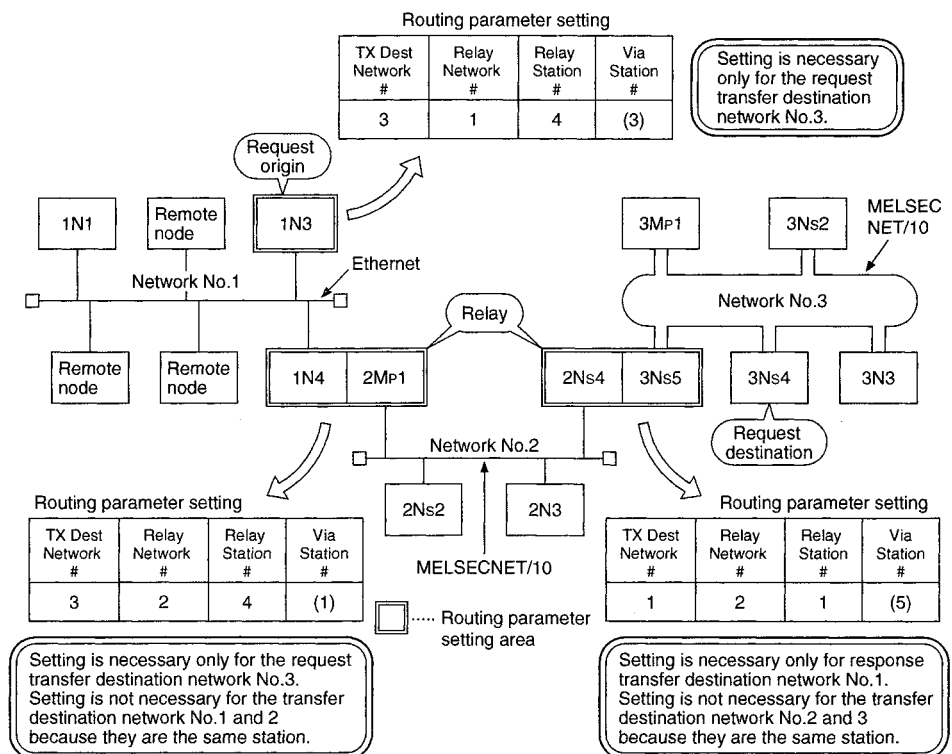 Routing parameter setting
TX Dest Network # Relay Network # Relay Station # Via Station #
3 1 4 (3)
Setting is necessary
only for the request
transfer destination
network No.3.
Request
origin
1N1
Remote
node
1N3
Ethernet
Network No.1
3MP1
3NS2
MELSEC
NET/10
Network No.3
Relay
Remote
node
Remote
node
1N4
2MP1
2NS4
3NS5
3NS4
3N3
Request
destination
Network No.2
2NS2
2N3
MELSECNET/10
Routing parameter setting
TX Dest Network # Relay Network # Relay Station # Via Station #
3 2 4 (1)
Setting is necessary only for the request
transfer destination network No.3.
Setting is not necessary for the transfer
destination network No.1 and 2
because they are the same station.
····· Routing parameter
setting area
Routing parameter setting
TX Dest Network # Relay Network # Relay Station # Via Station #
1 2 1 (5)
Setting is necessary only for response
transfer destination network No.1.
Setting is not necessary for the transfer
destination network No.2 and 3
because they are the same station.